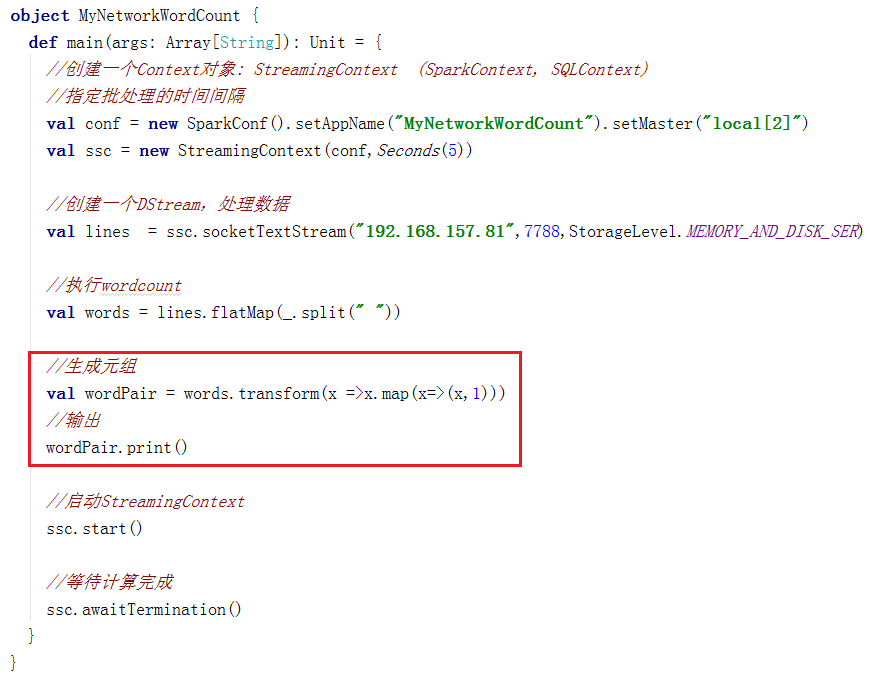 object MyNetworkWordCount {
def main(args: Array[String]): Unit = {
//创建一个Context对象: StreamingContext (SparkContext, SQLContext)
//指定批处理的时间间隔
val conf = new SparkConf().setAppName("MyNetworkWordCount").setMaster("local[2]")
val ssc = new StreamingContext(conf,Seconds(5))
//创建一个DStream，处理数据
val lines  = ssc.socketTextStream("192.168.157.81",7788,StorageLevel.MEMORY_AND_DISK_SER)
//执行wordcount
val words = lines.flatMap(_.split(" "))
//生成元组
val wordPair = words.transform(x =>x.map(x=>(x,1)))
//输出
wordPair.print()
//启动StreamingContext
ssc.start()
//等待计算完成
ssc.awaitTermination()
}
}